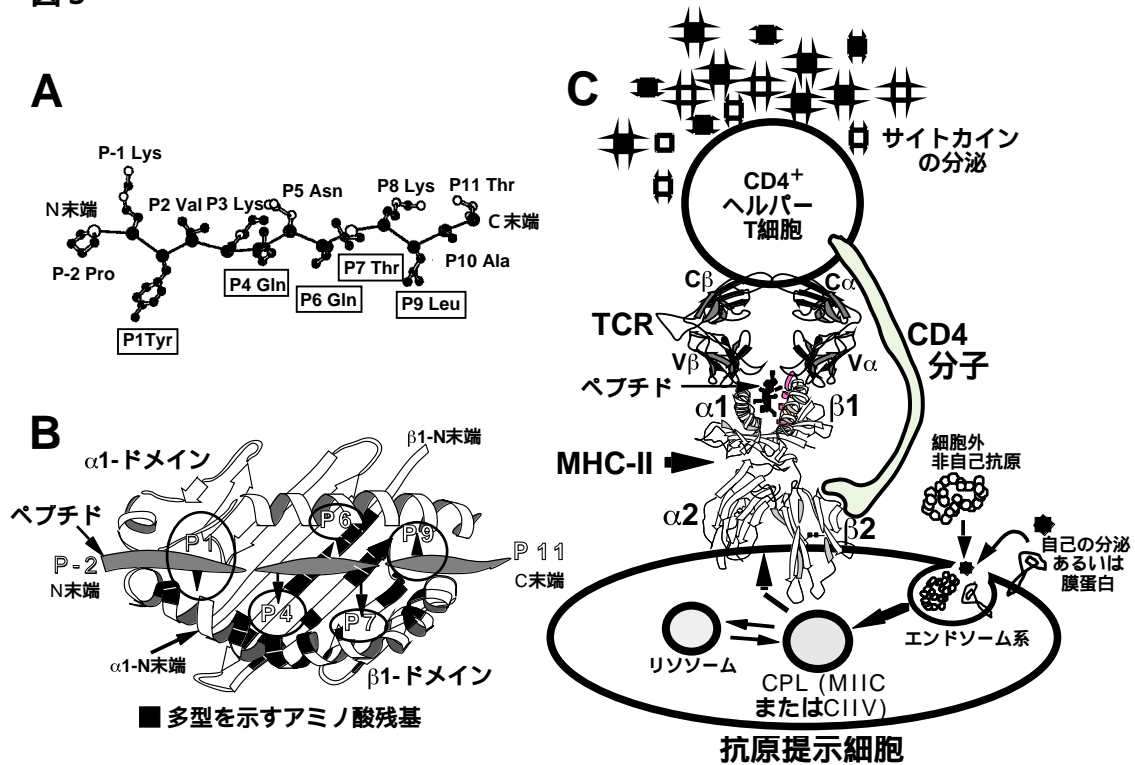 A
P-1 Lys
N末端
P2 Val P3 Lys
P5 Asn
P8 Lys
P11 Thr
C末端
P-2 Pro
P4 Gln
P7 Thr
P10 Ala
P6 Gln
P9 Leu
P1Tyr
B
α1-ドメイン
β1-N末端
ペプチド
P-2
N末端
P1
P6
P9
P 11
C末端
P4
P7
α1-N末端
β1-ドメイン
■ 多型を示すアミノ酸残基
C
サイトカイン
の分泌
CD4+
ヘルパー
T細胞
Cβ
Cα
TCR
CD4
分子
Vβ
Vα
ペプチド
α1
β1
MHC-II
細胞外
非自己抗原
α2
β2
自己の分泌
あるいは
膜蛋白
エンドソーム系
リソソーム
CPL (MIIC
またはCIIV)
抗原提示細胞